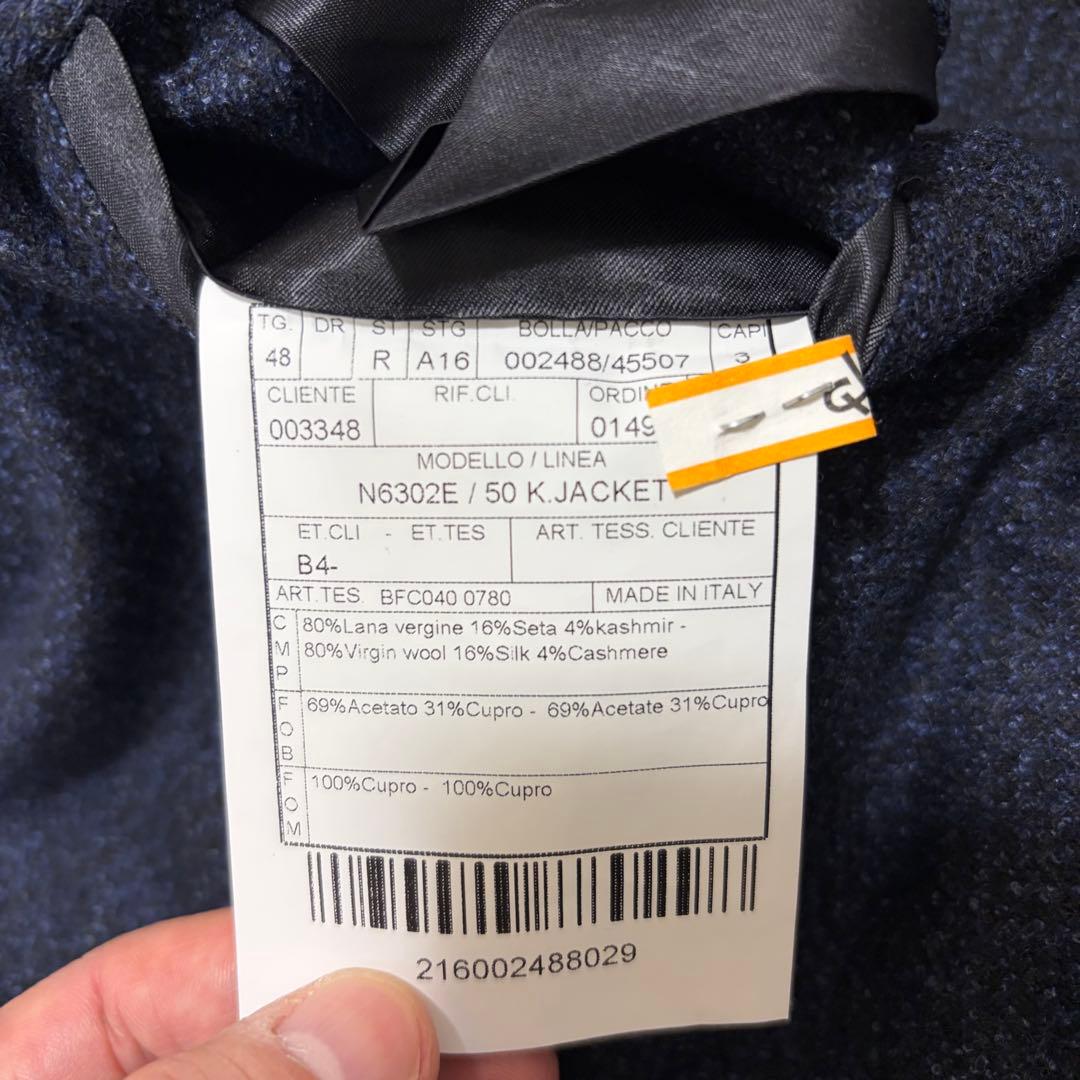 TG. DR ST STG BOLLA/PACCO CAPI
48 R A16 002488/45507 3
CLIENTE RIF.CLI.
003348 0149
MODELLO / LINEA
N6302E / 50 K.JACKET
ET.CLI - ET.TES ART. TESS. CLIENTE
B4-
ART.TES. BFC040 0780 MADE IN ITALY
CMP 80%Lana vergine 16%Seta 4%kashmir -
80%Virgin wool 16%Silk 4%Cashmere
FOB 69%Acetato 31%Cupro - 69%Acetate 31%Cupro
FOM 100%Cupro - 100%Cupro
216002488029